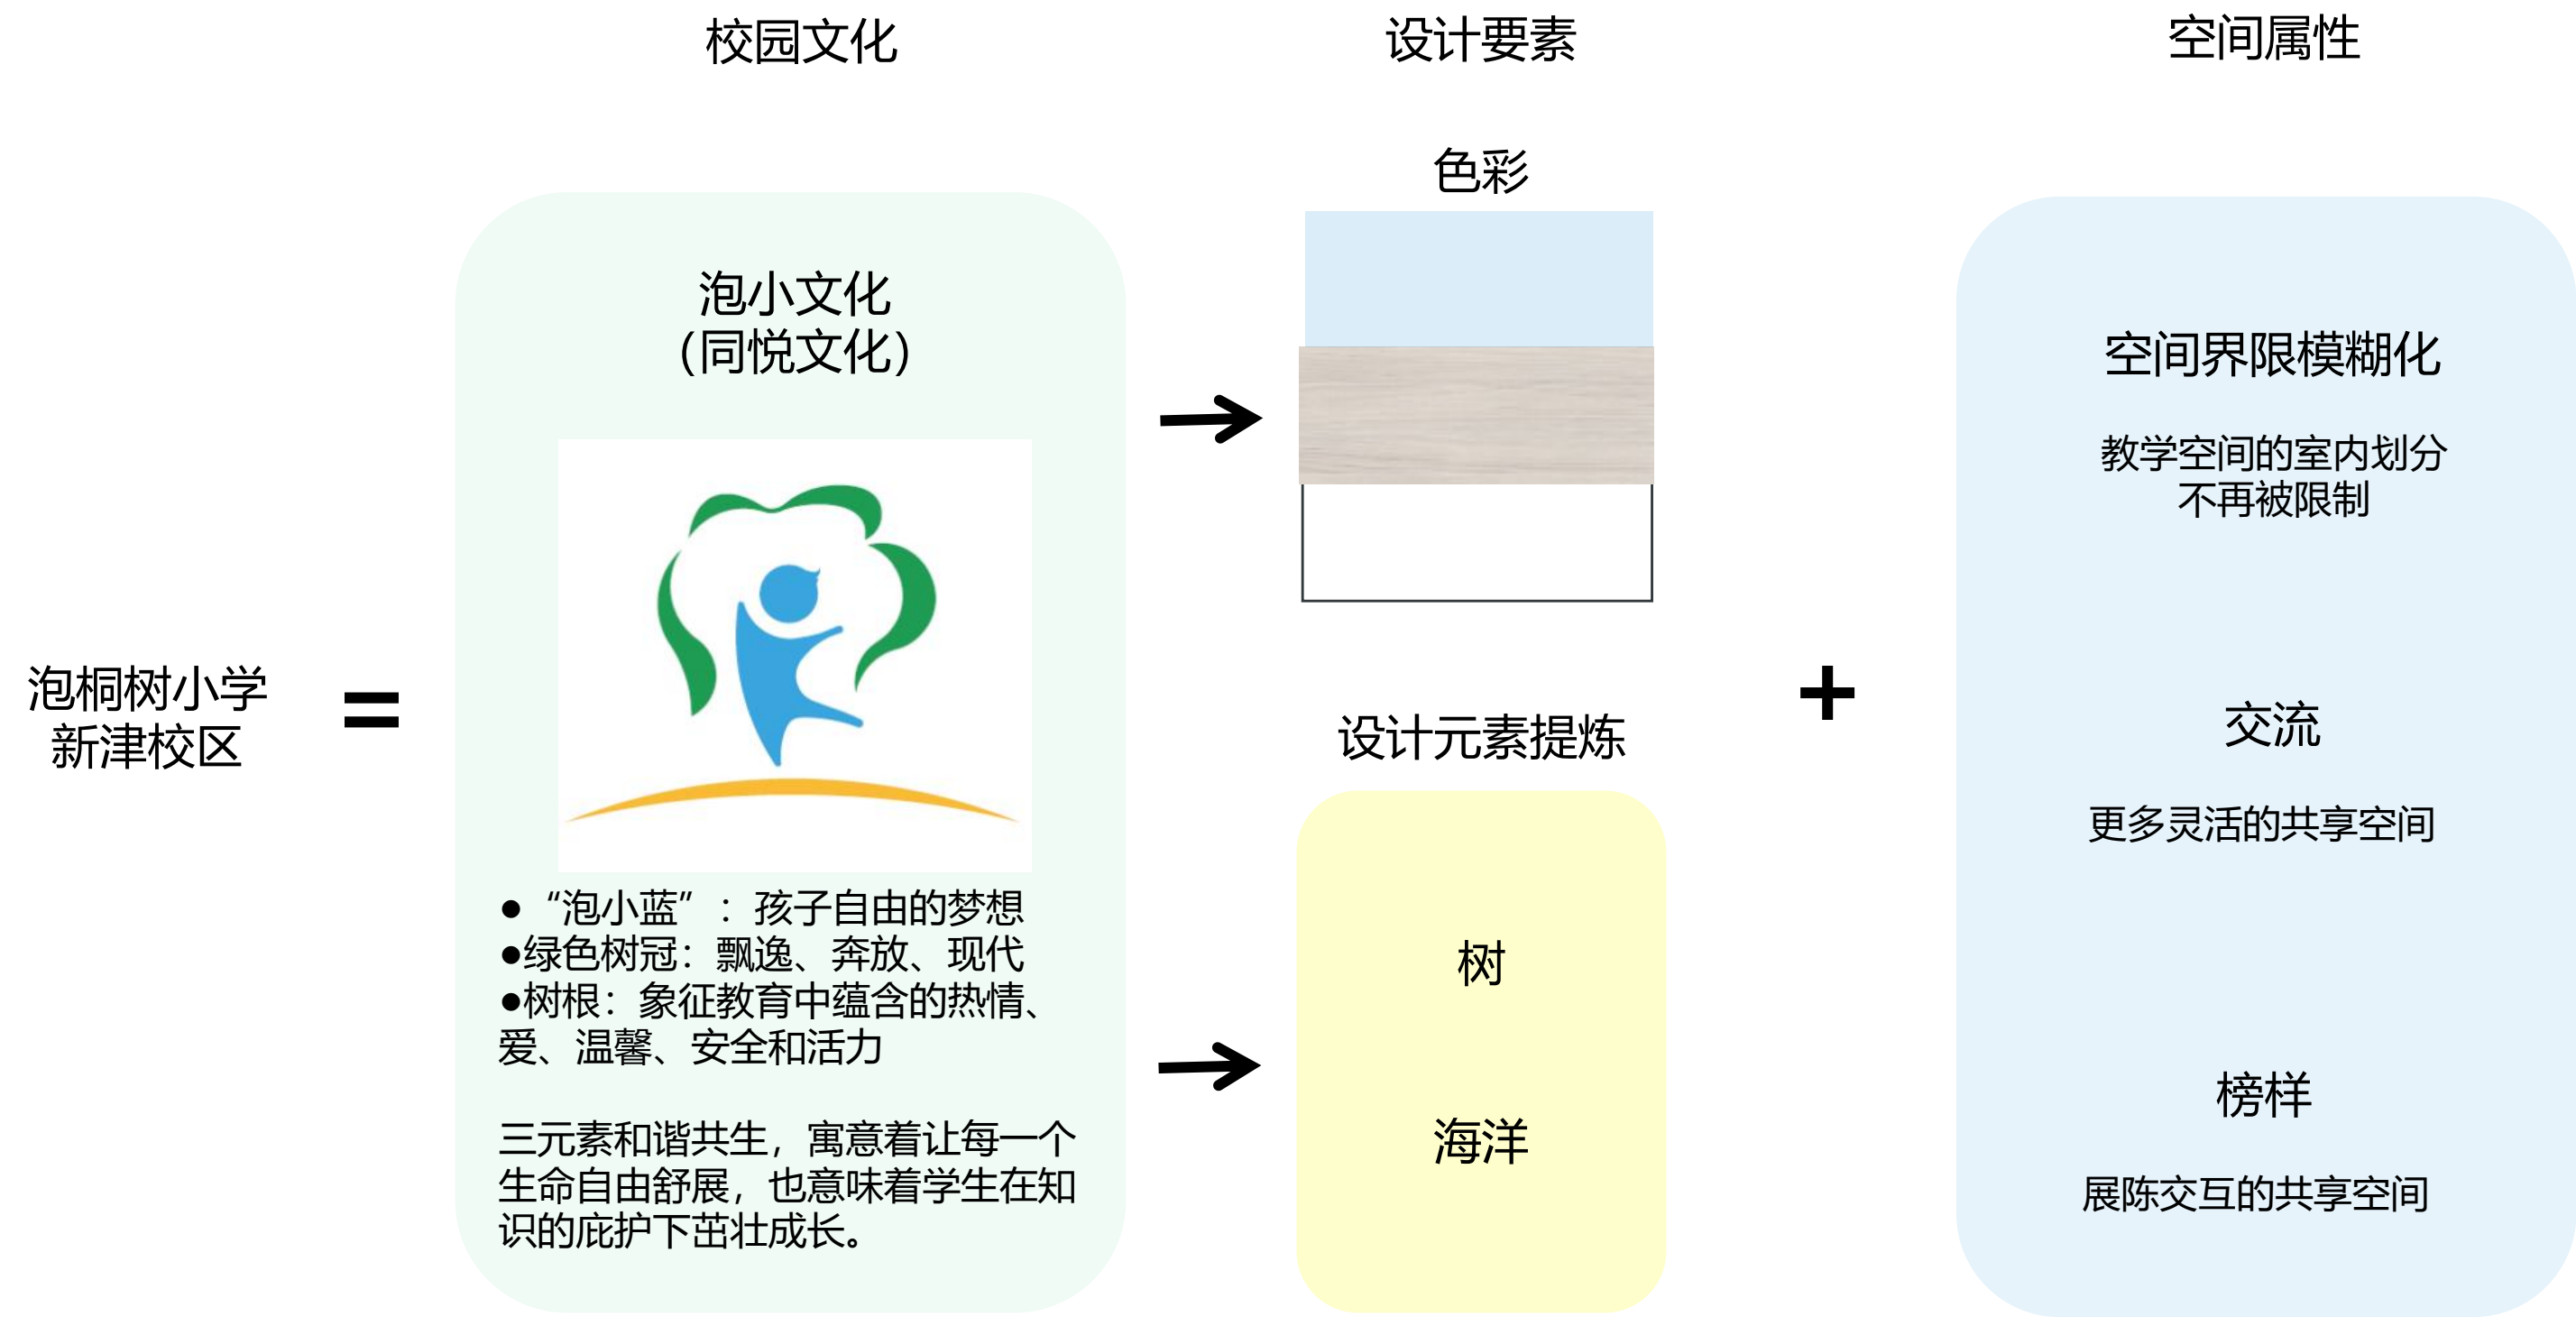 校园文化
设计要素
空间属性
泡桐树小学
新津校区
=
泡小文化
（同悦文化）
●“泡小蓝”：孩子自由的梦想
●绿色树冠：飘逸、奔放、现代
●树根：象征教育中蕴含的热情、
爱、温馨、安全和活力
三元素和谐共生，寓意着让每一个
生命自由舒展，也意味着学生在知
识的庇护下茁壮成长。
色彩
设计元素提炼
树
海洋
+
空间界限模糊化
教学空间的室内划分
不再被限制
交流
更多灵活的共享空间
榜样
展陈交互的共享空间